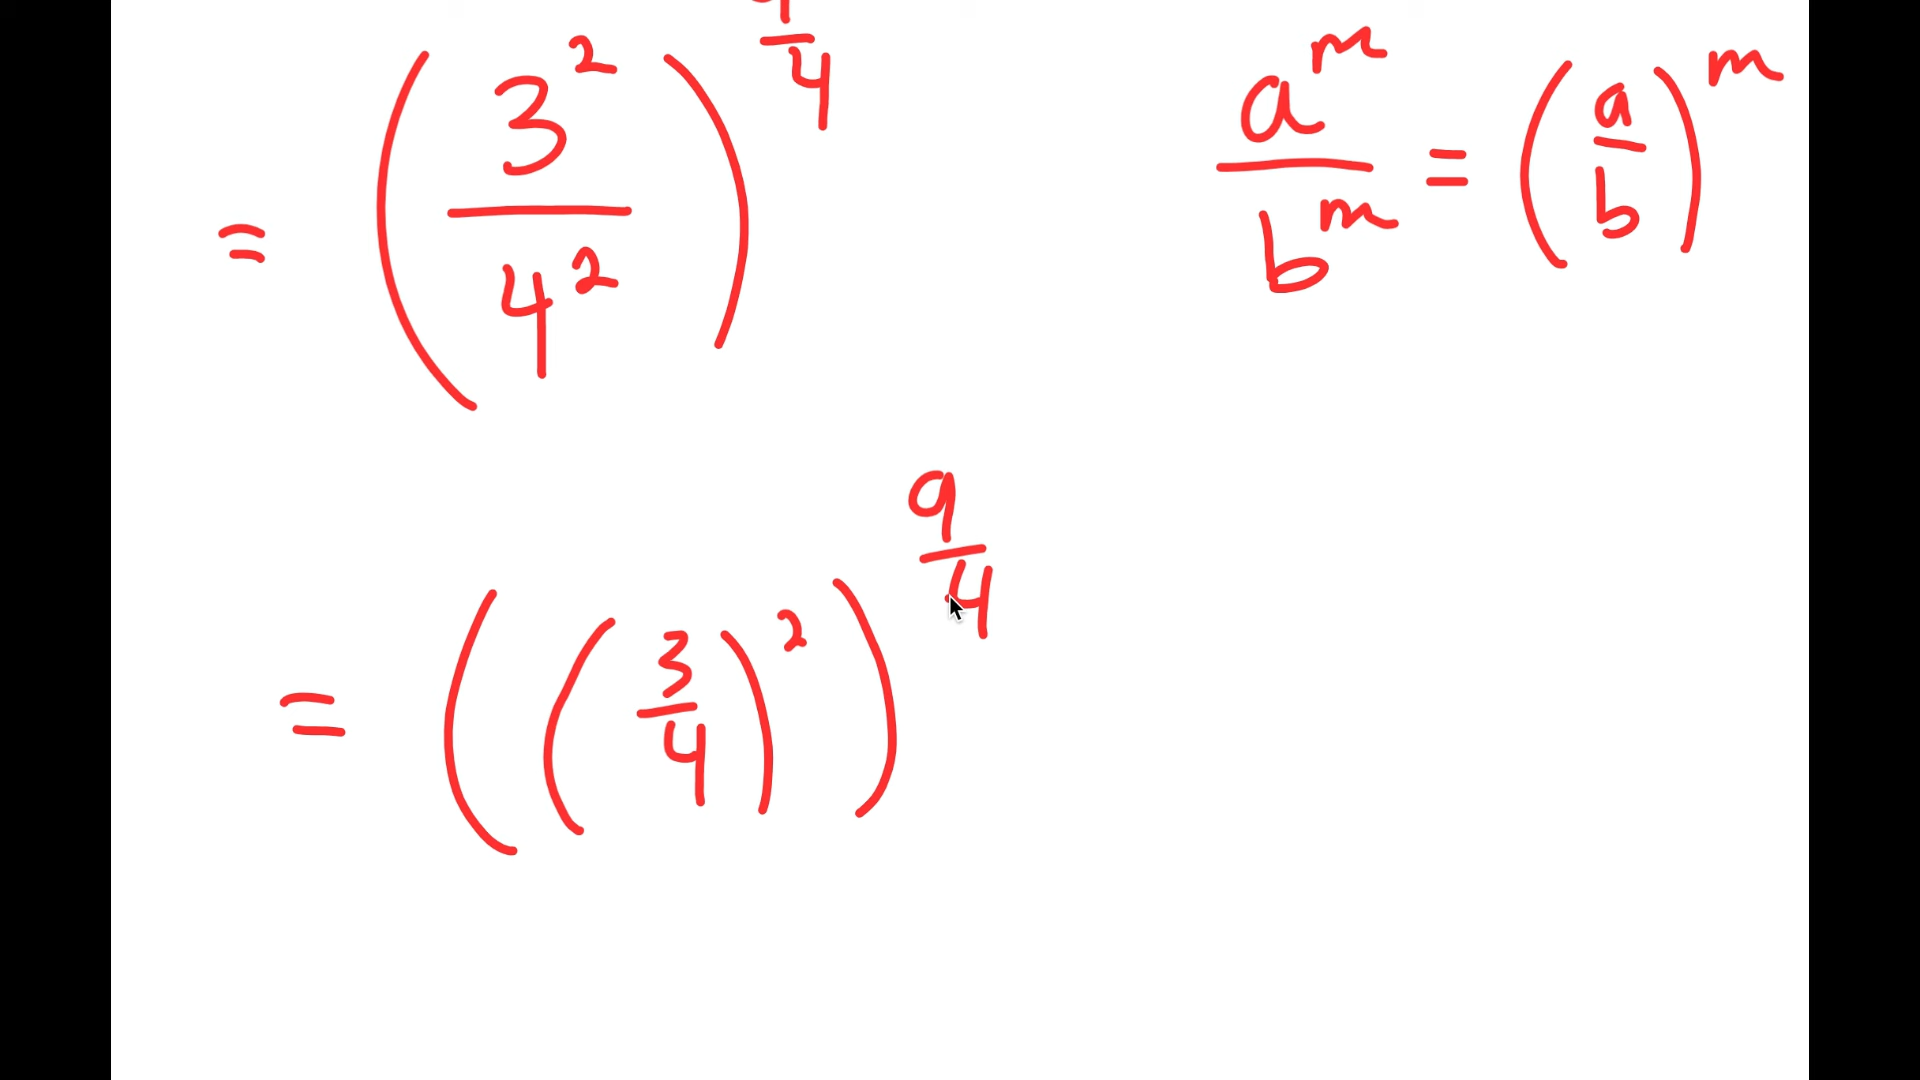 = (3^2/4^2)^(9/4)
a^m/b^m = (a/b)^m
= ((3/4)^2)^(9/4)